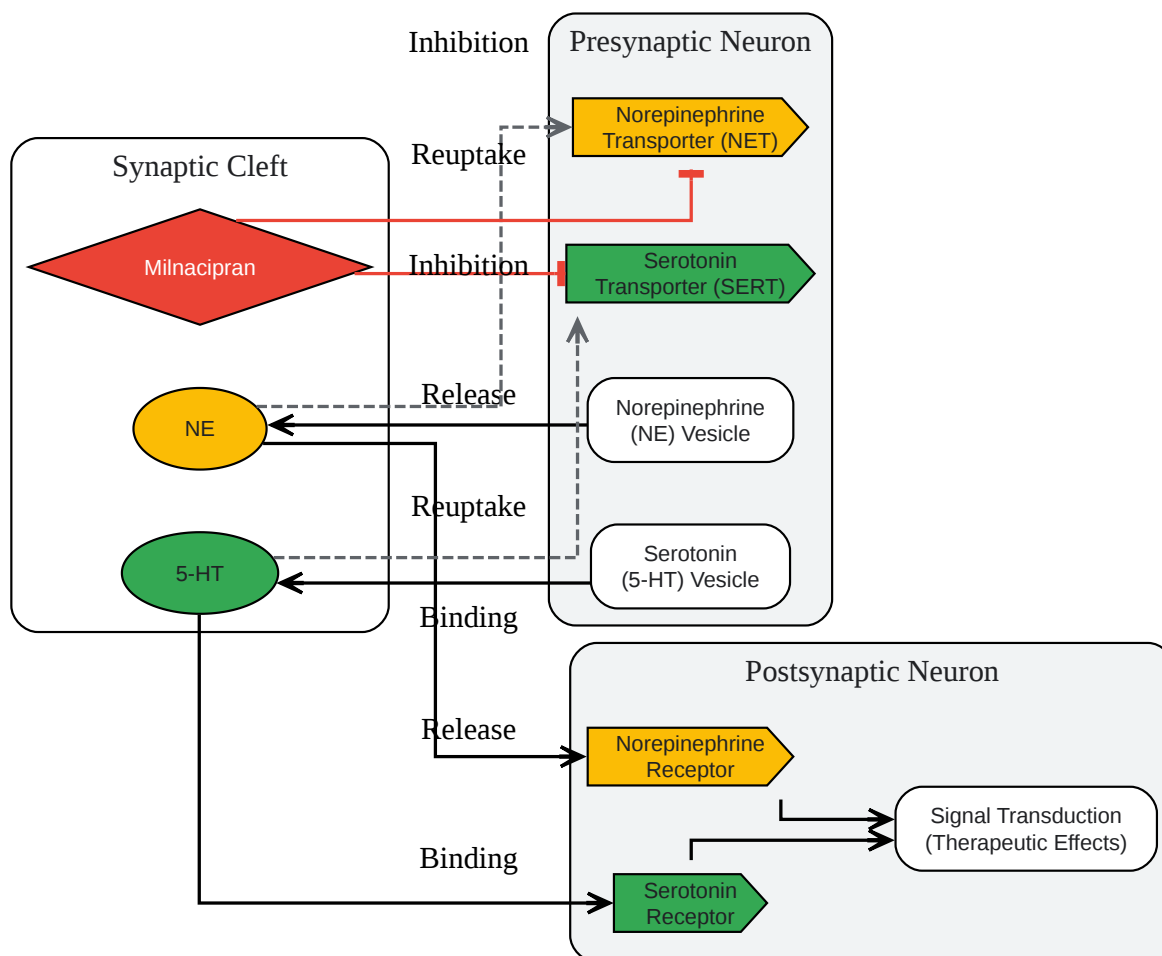 Inhibition
Presynaptic Neuron
Norepinephrine
Transporter (NET)
Reuptake
Synaptic Cleft
Milnacipran
Inhibition
Serotonin
Transporter (SERT)
Release
NE
Norepinephrine
(NE) Vesicle
Reuptake
5-HT
Serotonin
(5-HT) Vesicle
Binding
Postsynaptic Neuron
Release
Norepinephrine
Receptor
Signal Transduction
(Therapeutic Effects)
Binding
Serotonin
Receptor